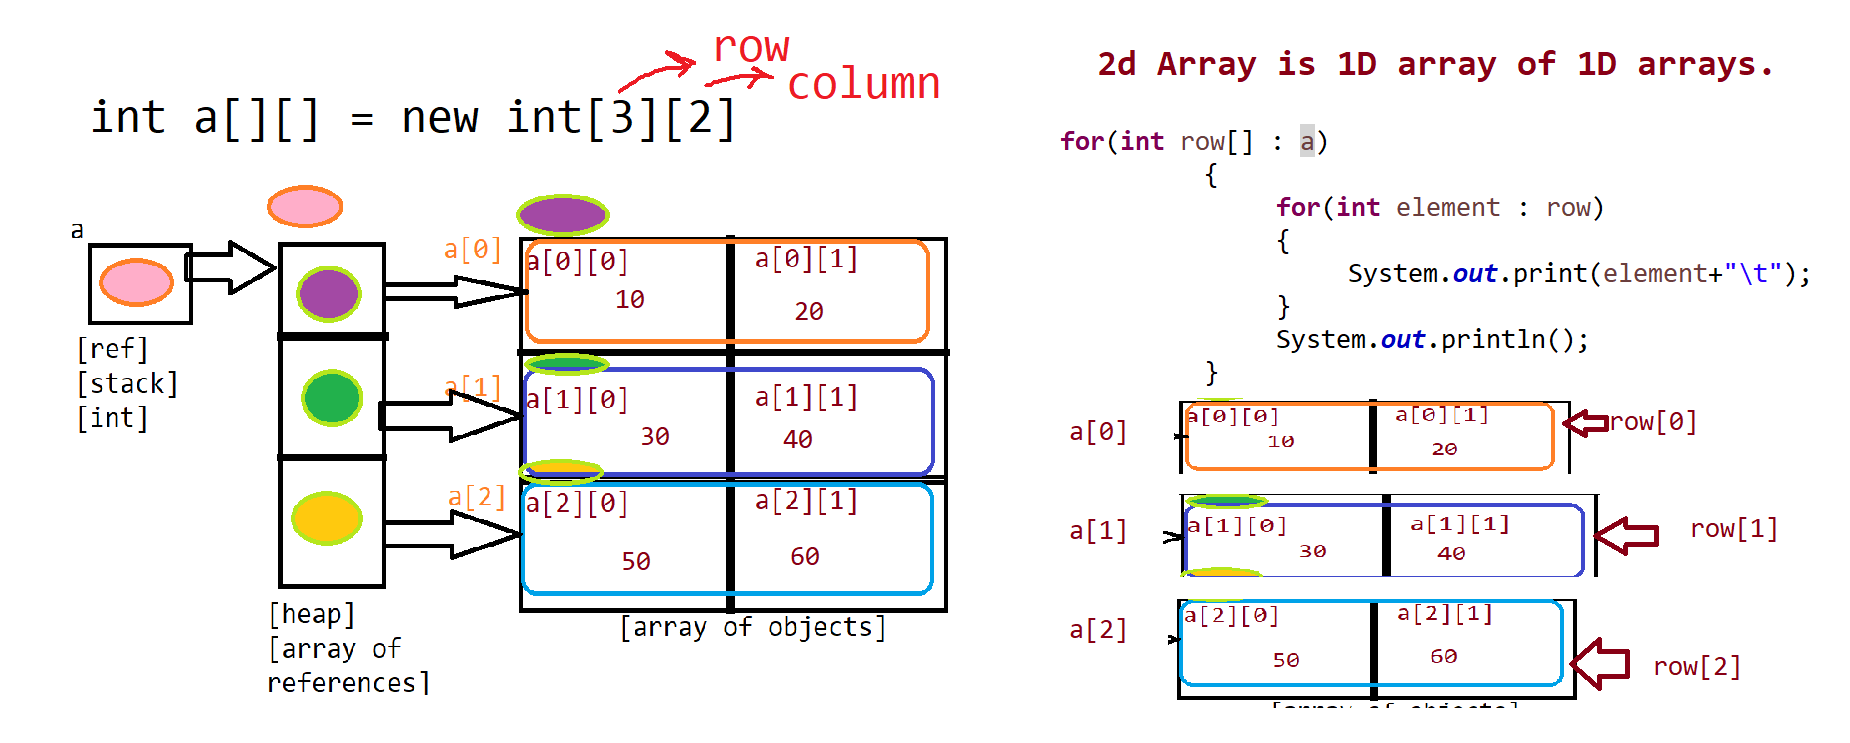 row
column
int a[][] = new int[3][2]
a
[ref]
[stack]
[int]
a[0]
a[0][0]
a[0][1]
10
20
a[1]
a[1][0]
a[1][1]
30
40
a[2]
a[2][0]
a[2][1]
50
60
[heap]
[array of
references]
[array of objects]
2d Array is 1D array of 1D arrays.
for(int row[] : a)
{
for(int element : row)
{
System.out.print(element+"\t");
}
System.out.println();
}
a[0]
a[0][0]
a[0][1]
10
20
row[0]
a[1]
a[1][0]
a[1][1]
30
40
row[1]
a[2]
a[2][0]
a[2][1]
50
60
row[2]
[array of objects]